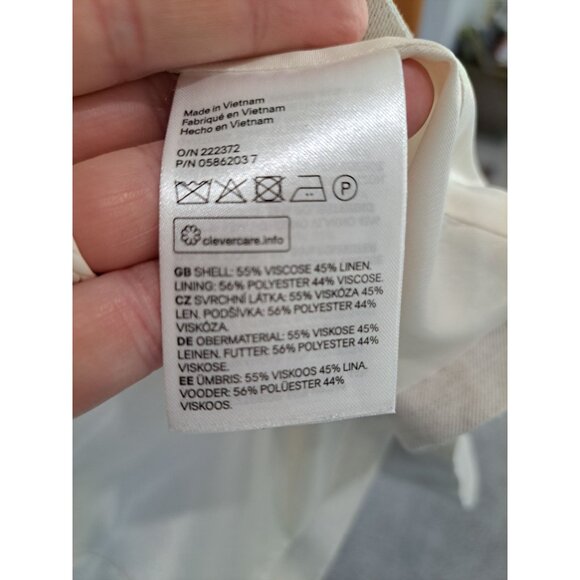 Made in Vietnam
Fabriqué en Vietnam
Hecho en Vietnam
O/N 222372
P/N 0586203 7
P
clevercare.info
GB SHELL: 55% VISCOSE 45% LINEN.
LINING: 56% POLYESTER 44% VISCOSE.
CZ SVRCHNÍ LÁTKA: 55% VISKÓZA 45%
LEN. PODŠÍVKA: 56% POLYESTER 44%
VISKÓZA.
DE OBERMATERIAL: 55% VISKOSE 45%
LEINEN. FUTTER: 56% POLYESTER 44%
VISKOSE.
EE ÜMBRIS: 55% VISKOOS 45% LINA.
VOODER: 56% POLÜESTER 44%
VISKOOS.